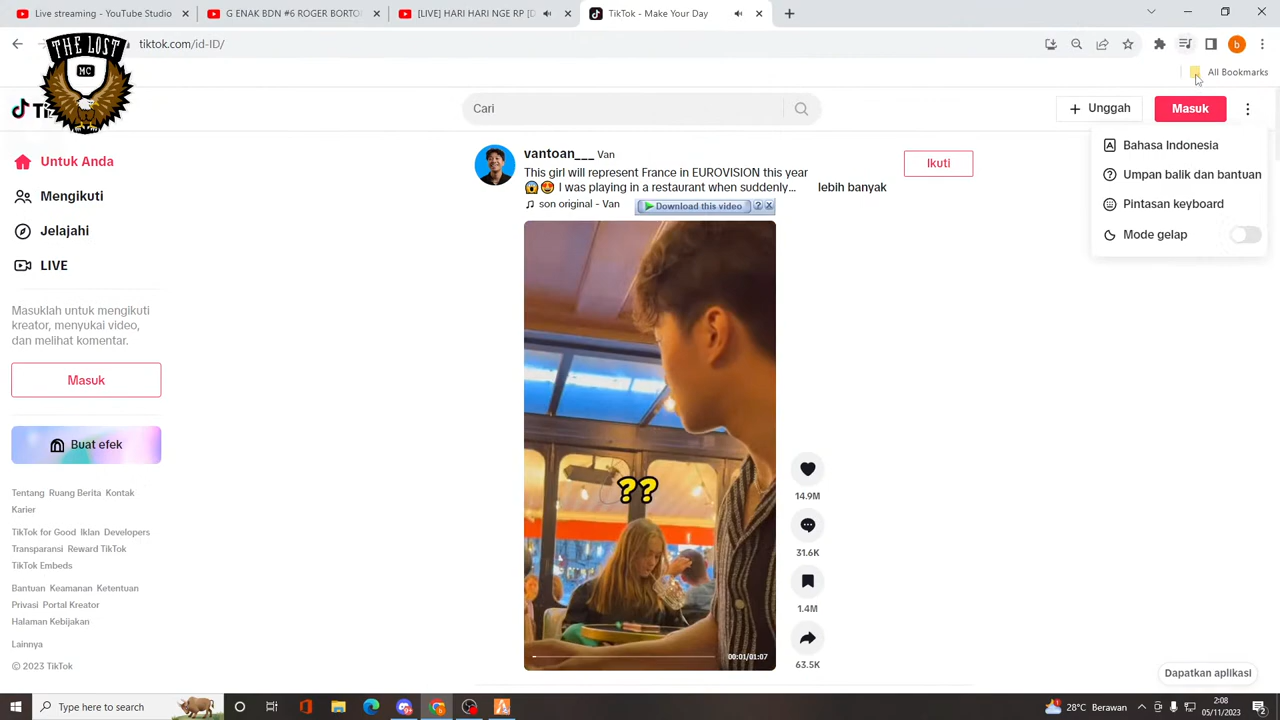 G ENAK BDN #6 ROGER BORTO
[LIVE] HARI HARI NGE RP [D
TikTok - Make Your Day
tiktok.com/id-ID/
b
All Bookmarks
THE LOST
MC
Cari
Unggah
Masuk
Untuk Anda
Mengikuti
Jelajahi
LIVE
Masuklah untuk mengikuti
kreator, menyukai video,
dan melihat komentar.
Masuk
Buat efek
Tentang Ruang Berita Kontak
Karier
TikTok for Good Iklan Developers
Transparansi Reward TikTok
TikTok Embeds
Bantuan Keamanan Ketentuan
Privasi Portal Kreator
Halaman Kebijakan
Lainnya
© 2023 TikTok
vantoan___ Van
This girl will represent France in EUROVISION this year
😱🤩 I was playing in a restaurant when suddenly... lebih banyak
♫ son original - Van
Download this video ? X
Ikuti
??
00:01/01:07
14.9M
31.6K
1.4M
63.5K
Bahasa Indonesia
Umpan balik dan bantuan
Pintasan keyboard
Mode gelap
Dapatkan aplikasi
Type here to search
28°C Berawan
2:08
05/11/2023
2